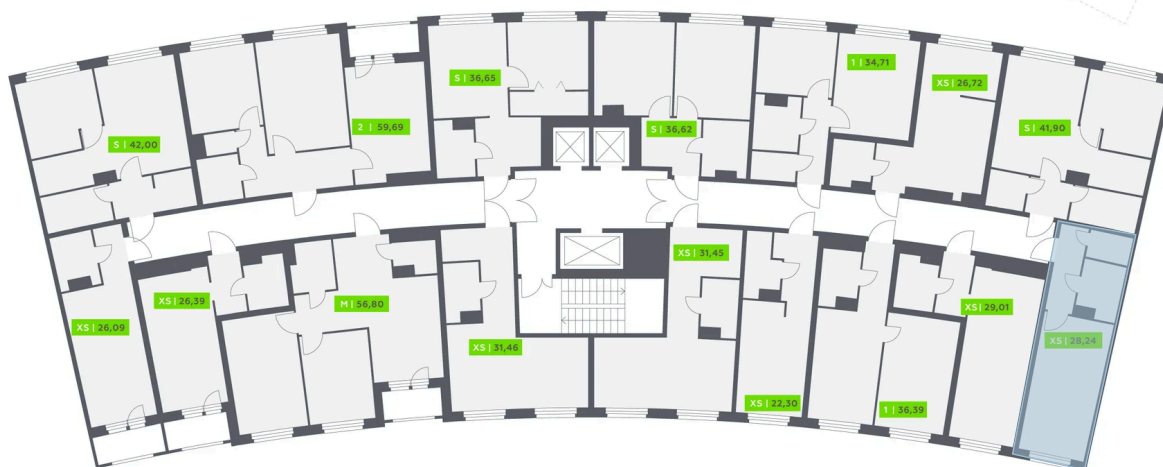 1 | 34,71
S | 36,65
XS | 26,72
2 | 59,69
S | 36,62
S | 41,90
S | 42,00
XS | 31,45
XS | 26,39
M | 56,80
XS | 29,01
XS | 26,09
XS | 31,46
XS | 28,24
XS | 22,30
1 | 36,39